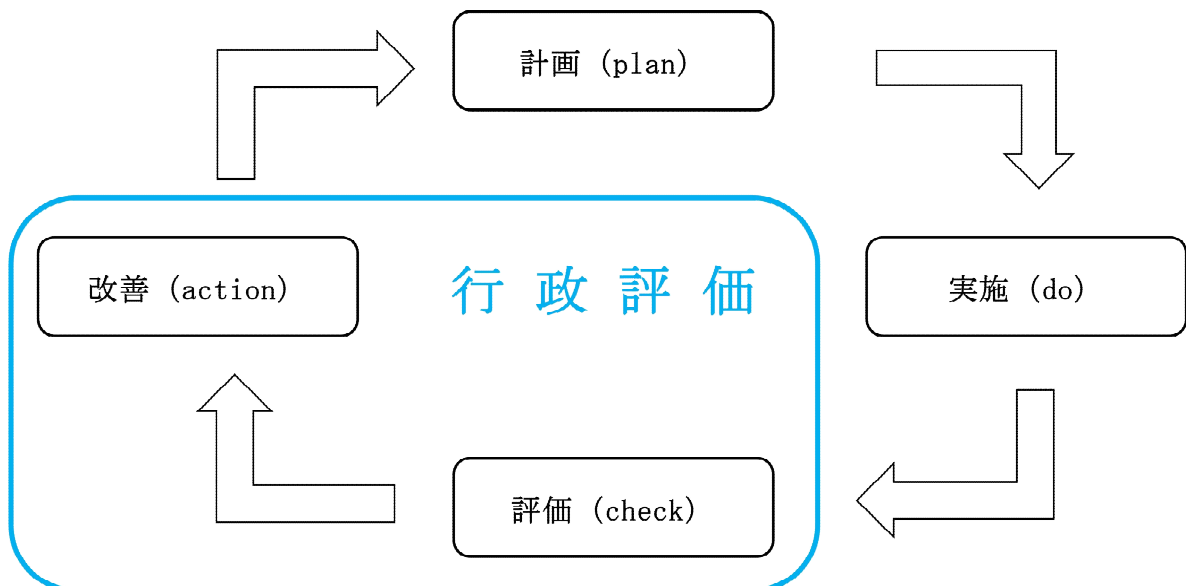 計画 (plan)
改善 (action)
行政評価
実施 (do)
評価 (check)